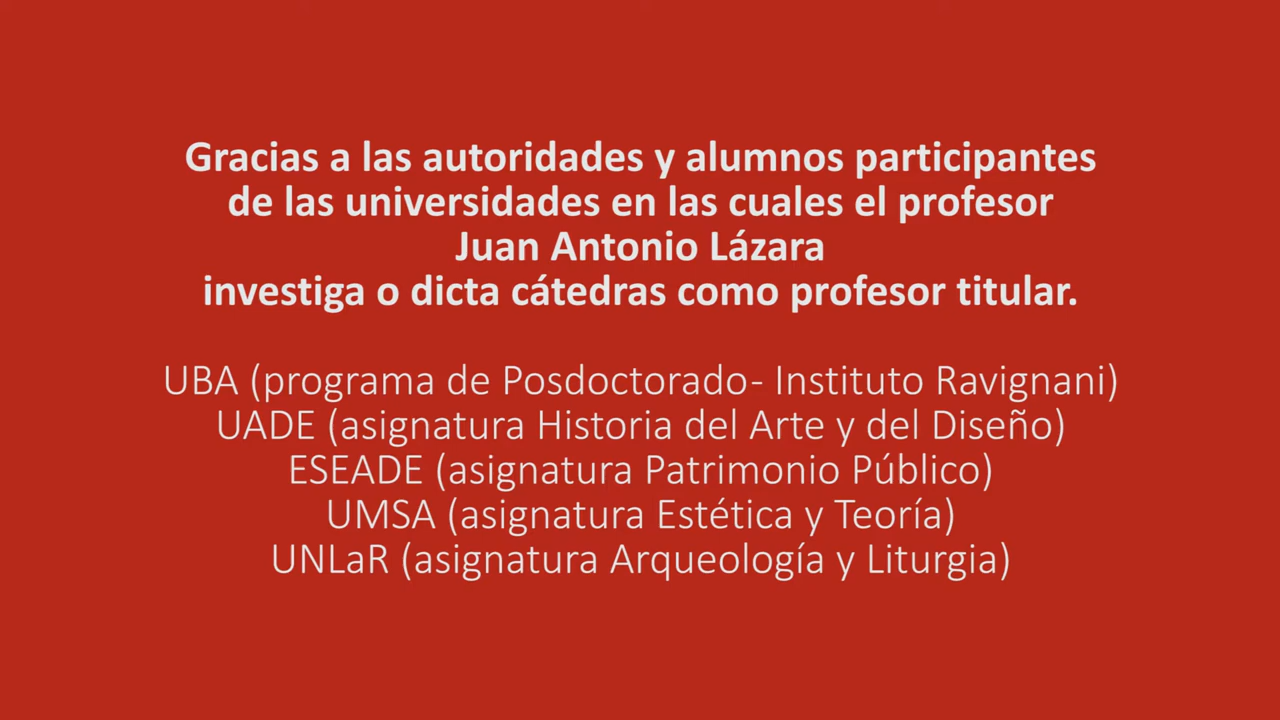 Gracias a las autoridades y alumnos participantes
de las universidades en las cuales el profesor
Juan Antonio Lázara
investiga o dicta cátedras como profesor titular.
UBA (programa de Posdoctorado- Instituto Ravignani)
UADE (asignatura Historia del Arte y del Diseño)
ESEADE (asignatura Patrimonio Público)
UMSA (asignatura Estética y Teoría)
UNLaR (asignatura Arqueología y Liturgia)